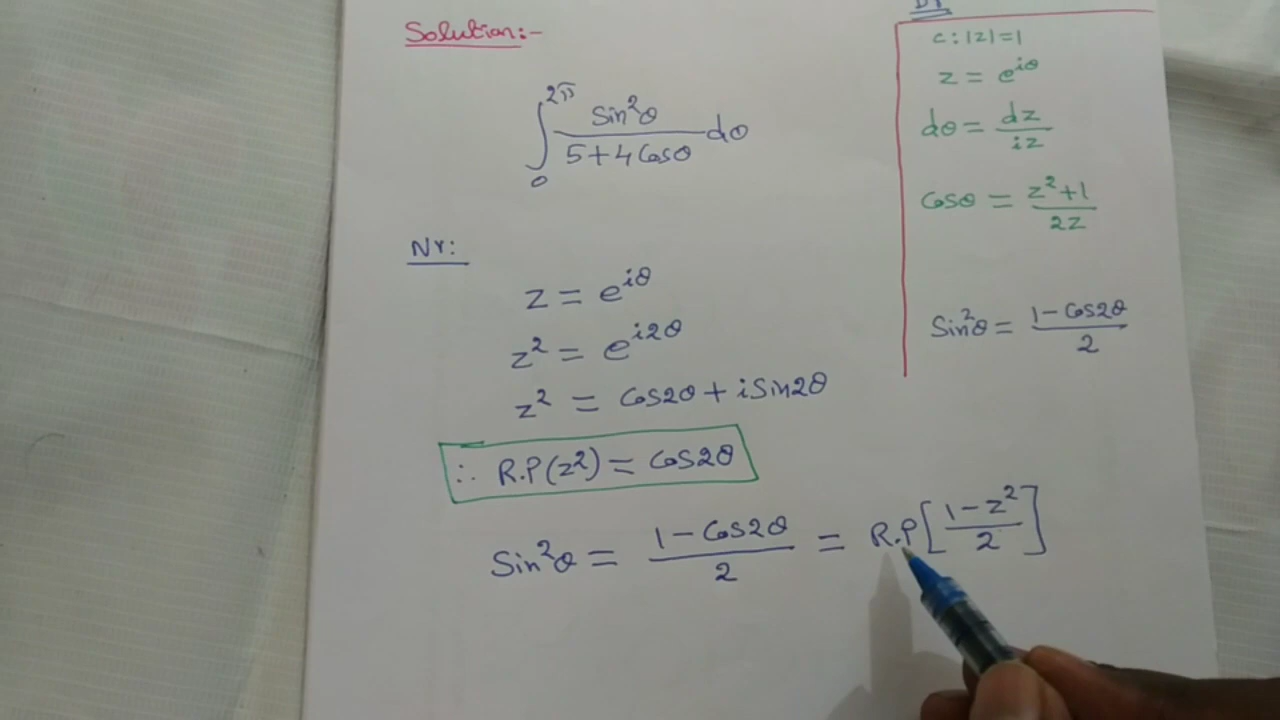 Solution:-
∫₀^2π sin²θ / 5+4cosθ dθ
Nr:
z = e^iθ
z² = e^i2θ
z² = cos2θ + i sin2θ
∴ R.P(z²) = cos2θ
Sin²θ = 1-cos2θ / 2 = R.P[1-z² / 2]
c:|z|=1
z = e^iθ
dθ = dz / iz
cosθ = z²+1 / 2z
Sin²θ = 1-cos2θ / 2